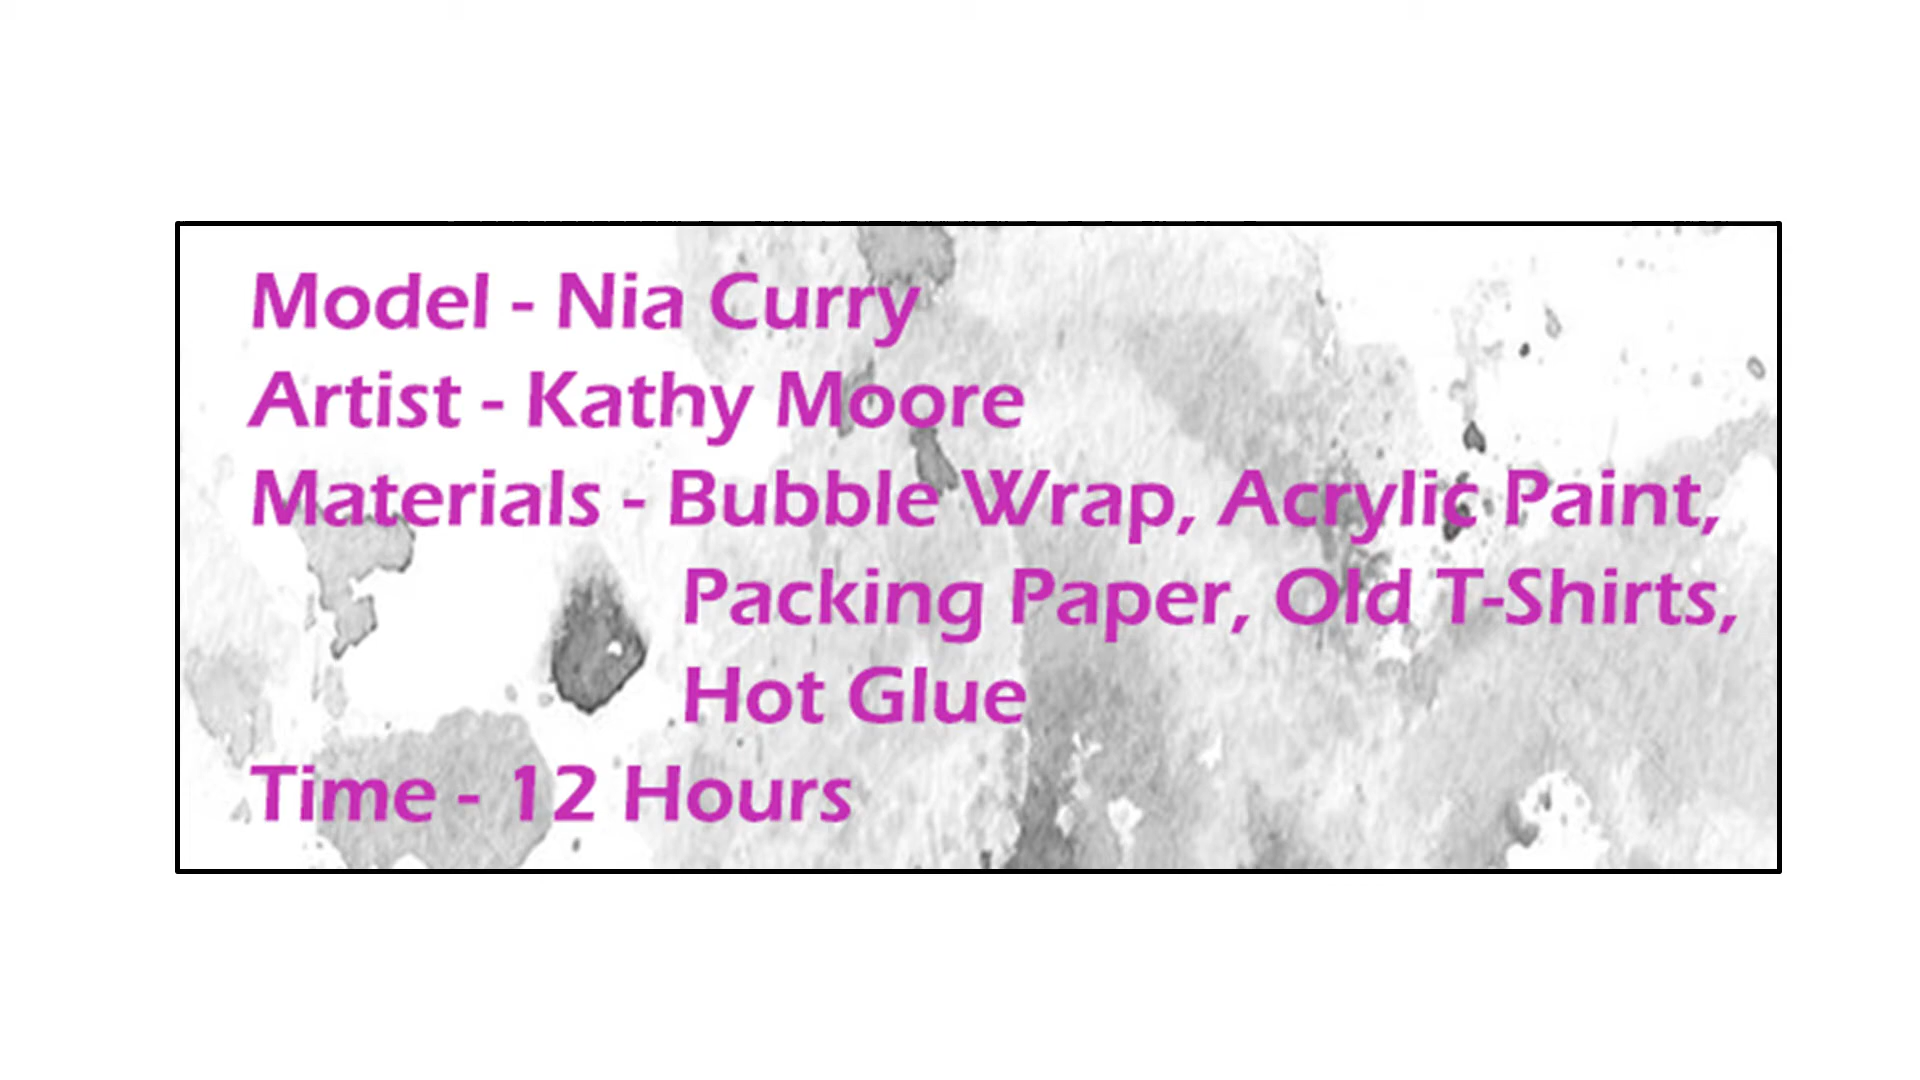 Model - Nia Curry
Artist - Kathy Moore
Materials - Bubble Wrap, Acrylic Paint,
Packing Paper, Old T-Shirts,
Hot Glue
Time - 12 Hours